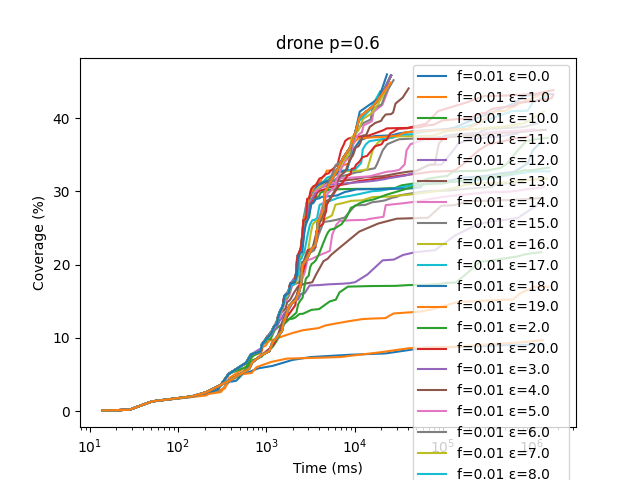 drone p=0.6
Coverage (%)
40
30
20
10
0
10¹ 10² 10³ 10⁴ 10⁵ 10⁶
Time (ms)
f=0.01 ε=0.0
f=0.01 ε=1.0
f=0.01 ε=10.0
f=0.01 ε=11.0
f=0.01 ε=12.0
f=0.01 ε=13.0
f=0.01 ε=14.0
f=0.01 ε=15.0
f=0.01 ε=16.0
f=0.01 ε=17.0
f=0.01 ε=18.0
f=0.01 ε=19.0
f=0.01 ε=2.0
f=0.01 ε=20.0
f=0.01 ε=3.0
f=0.01 ε=4.0
f=0.01 ε=5.0
f=0.01 ε=6.0
f=0.01 ε=7.0
f=0.01 ε=8.0